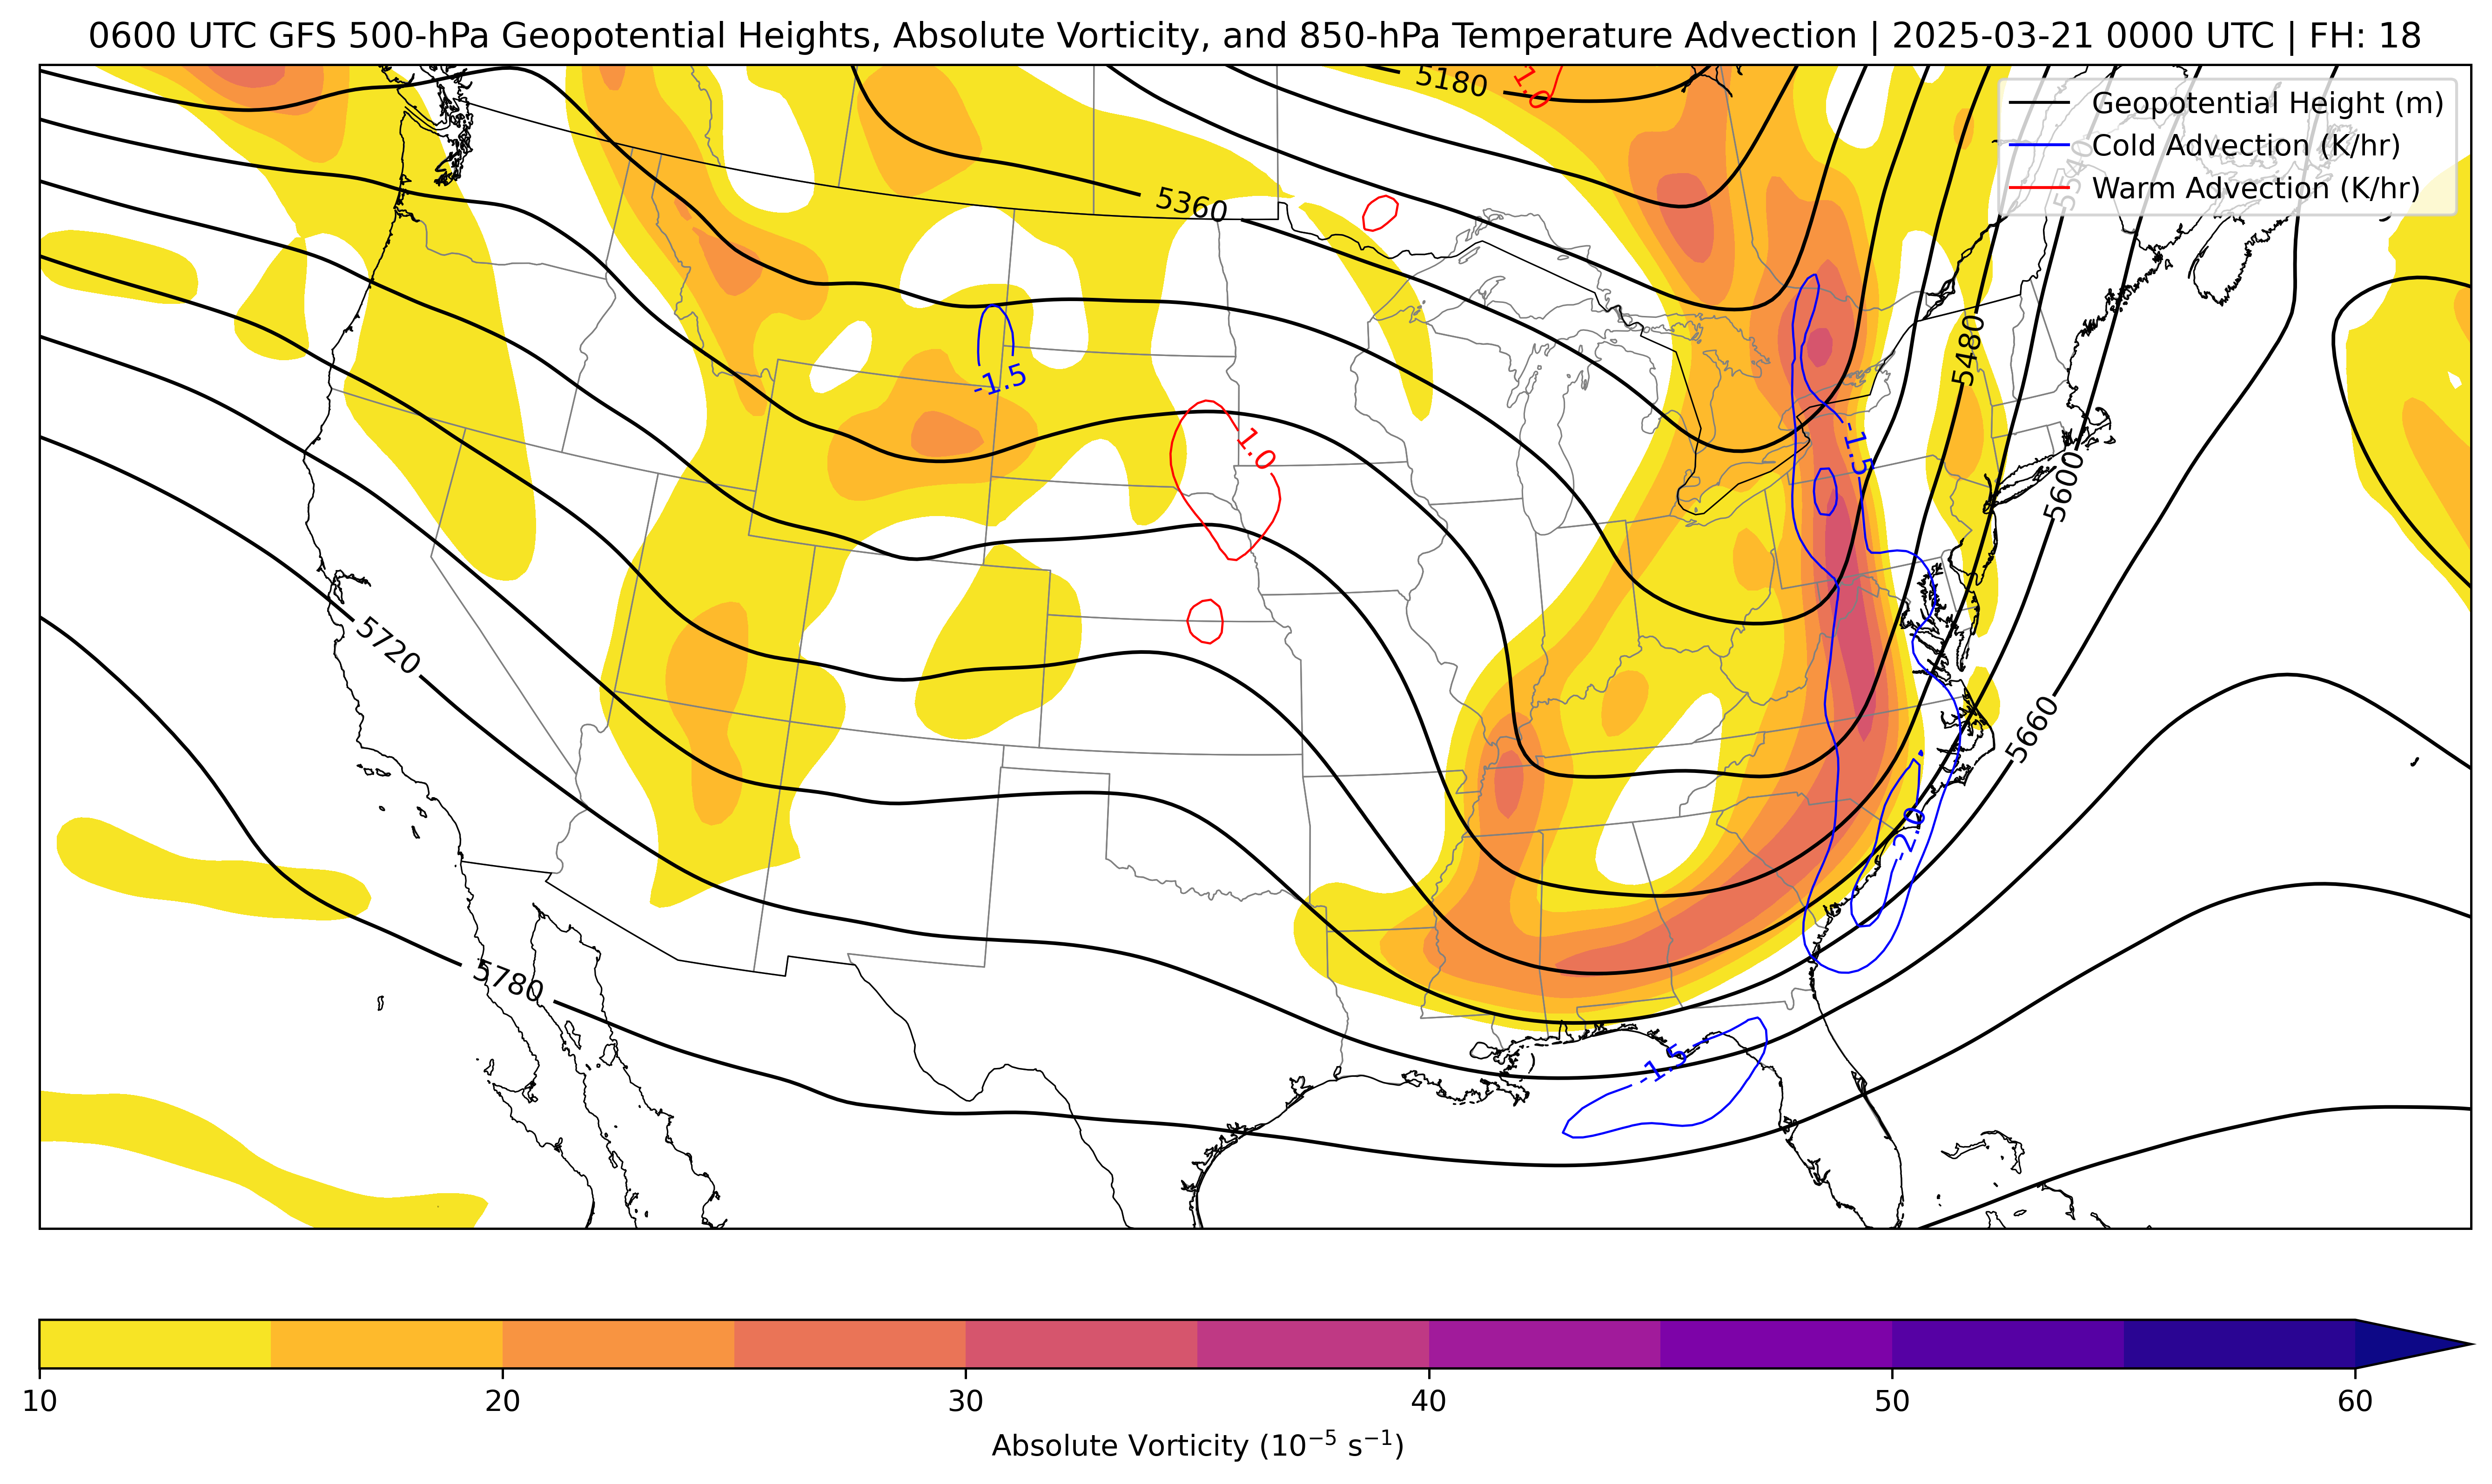 0600 UTC GFS 500-hPa Geopotential Heights, Absolute Vorticity, and 850-hPa Temperature Advection | 2025-03-21 0000 UTC | FH: 18
5180
1.0
Geopotential Height (m)
Cold Advection (K/hr)
Warm Advection (K/hr)
5540
5360
5480
-1.5
1.0
-1.5
5600
5720
5660
-2.0
5780
-1.5
10 20 30 40 50 60
Absolute Vorticity (10⁻⁵ s⁻¹)